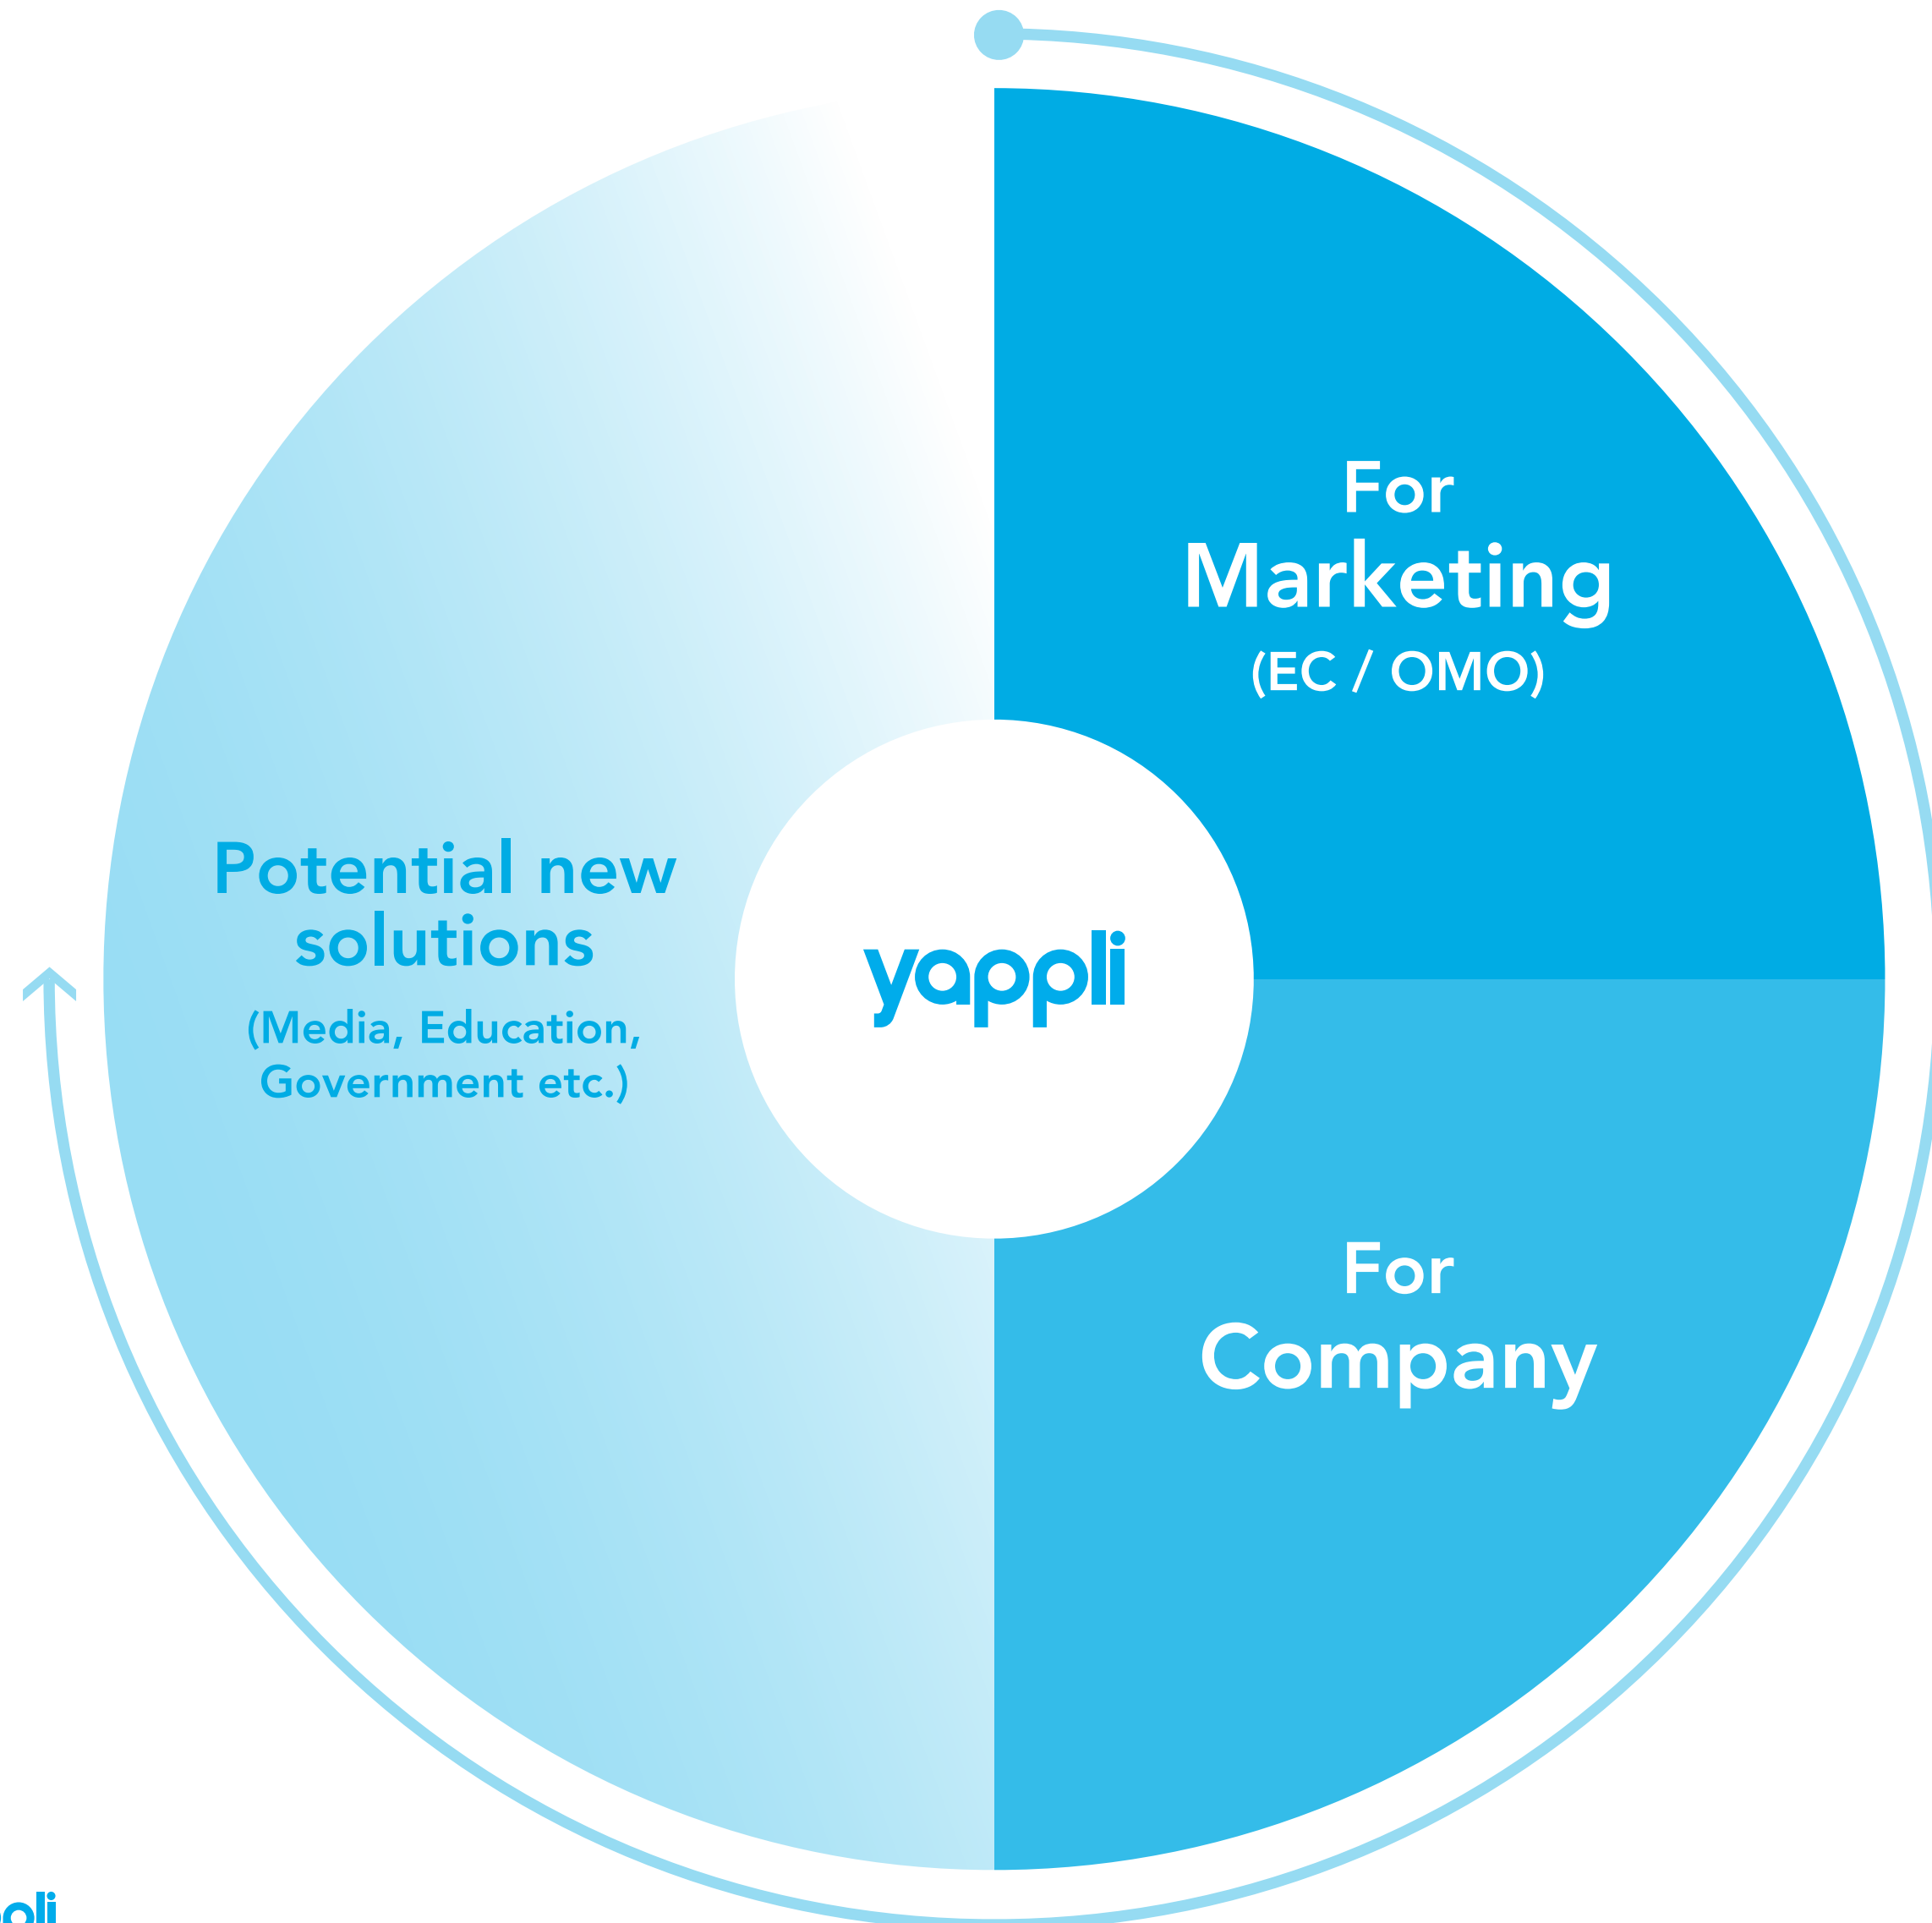 For
Marketing
(EC / OMO)
Potential new
solutions
(Media, Education,
Government etc.)
yappli
For
Company